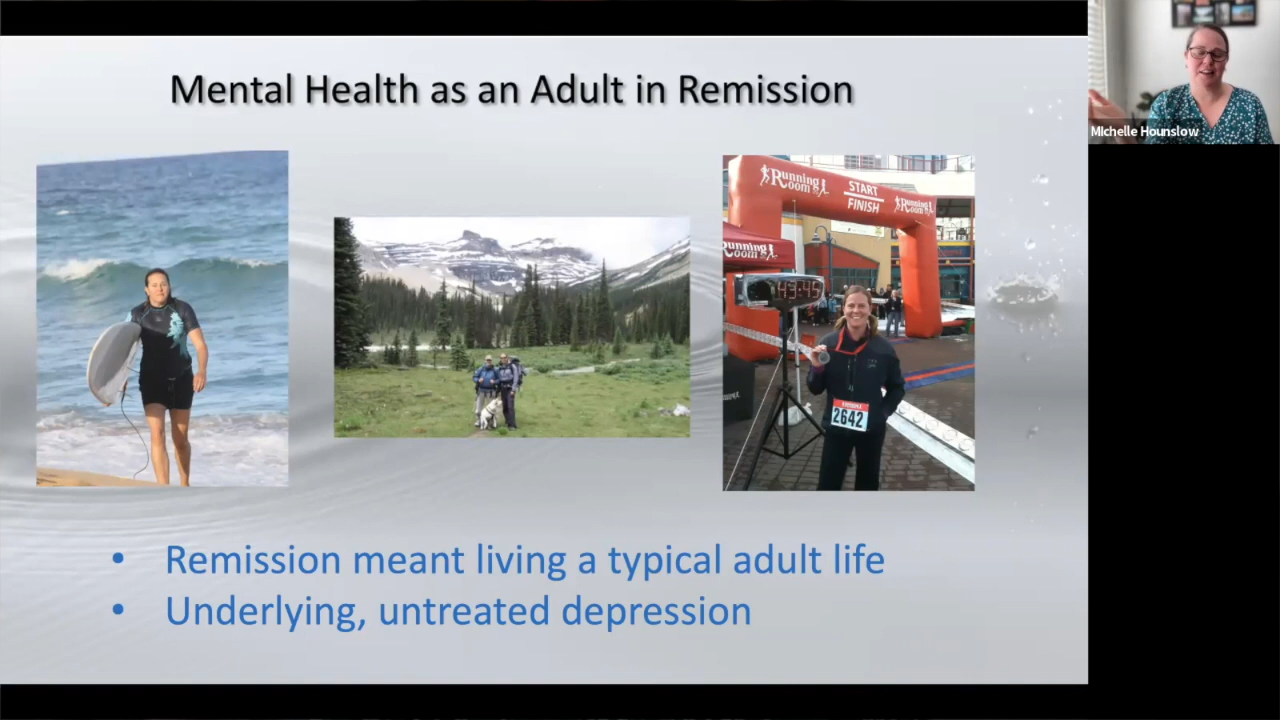 Mental Health as an Adult in Remission
Michelle Hounslow
Running Room
START
FINISH
Running Room
Running Room
43:45
2642
• Remission meant living a typical adult life
• Underlying, untreated depression